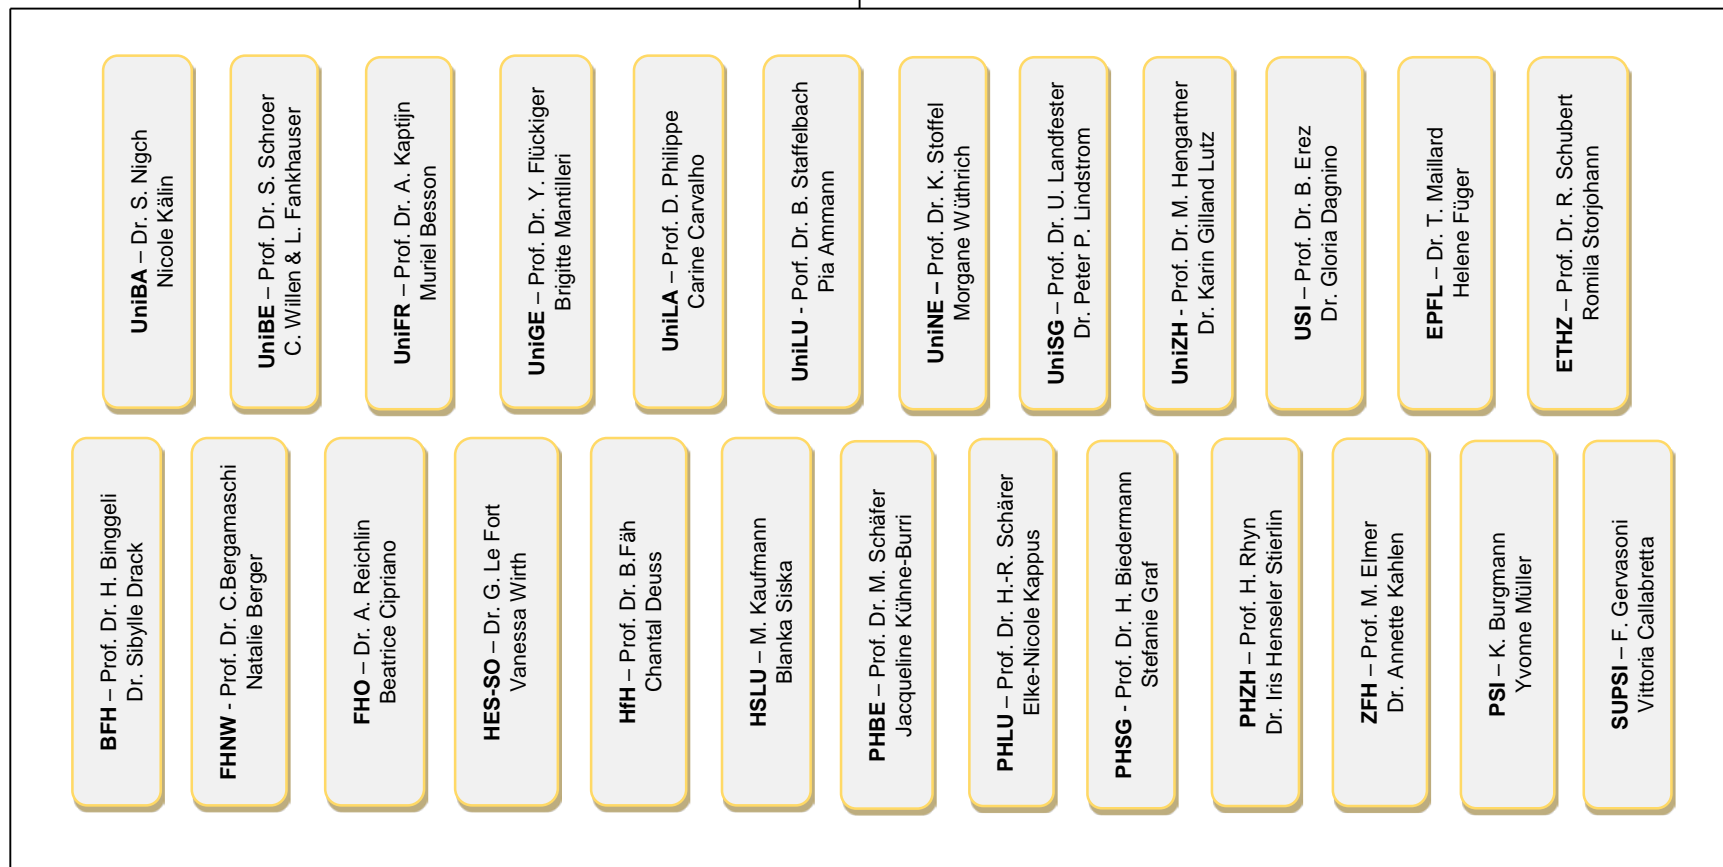 UniBA – Dr. S. Nigch
Nicole Kälin
UniBE – Prof. Dr. S. Schroer
C. Willen & L. Fankhauser
UniFR – Prof. Dr. A. Kaptijn
Muriel Besson
UniGE – Prof. Dr. Y. Flückiger
Brigitte Mantilleri
UniLA – Prof. D. Philippe
Carine Carvalho
UniLU - Porf. Dr. B. Staffelbach
Pia Ammann
UniNE – Prof. Dr. K. Stoffel
Morgane Wüthrich
UniSG – Prof. Dr. U. Landfester
Dr. Peter P. Lindstrom
UniZH - Prof. Dr. M. Hengartner
Dr. Karin Gilland Lutz
USI – Prof. Dr. B. Erez
Dr. Gloria Dagnino
EPFL – Dr. T. Maillard
Helene Füger
ETHZ – Prof. Dr. R. Schubert
Romila Storjohann
BFH – Prof. Dr. H. Binggeli
Dr. Sibylle Drack
FHNW - Prof. Dr. C.Bergamaschi
Natalie Berger
FHO – Dr. A. Reichlin
Beatrice Cipriano
HES-SO – Dr. G. Le Fort
Vanessa Wirth
HfH – Prof. Dr. B.Fäh
Chantal Deuss
HSLU – M. Kaufmann
Blanka Siska
PHBE – Prof. Dr. M. Schäfer
Jacqueline Kühne-Burri
PHLU – Prof. Dr. H.-R. Schärer
Elke-Nicole Kappus
PHSG - Prof. Dr. H. Biedermann
Stefanie Graf
PHZH – Prof. H. Rhyn
Dr. Iris Henseler Stierlin
ZFH – Prof. M. Elmer
Dr. Annette Kahlen
PSI – K. Burgmann
Yvonne Müller
SUPSI – F. Gervasoni
Vittoria Callabretta